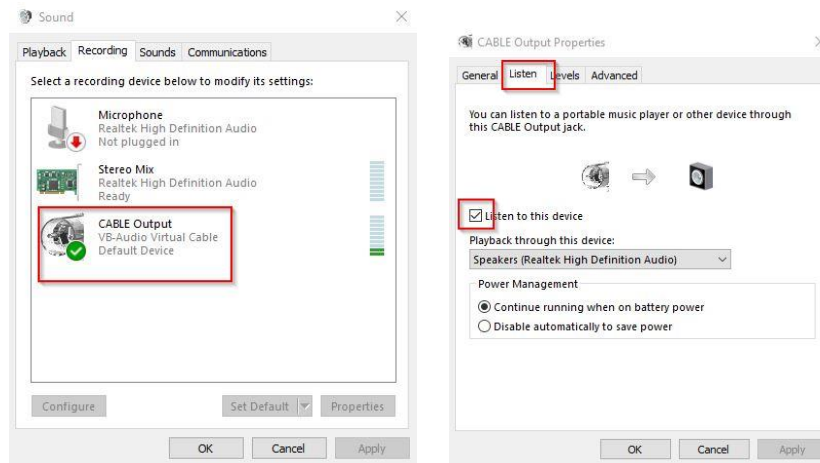 Sound
Playback Recording Sounds Communications
Select a recording device below to modify its settings:
Microphone
Realtek High Definition Audio
Not plugged in
Stereo Mix
Realtek High Definition Audio
Ready
CABLE Output
VB-Audio Virtual Cable
Default Device
Configure Set Default Properties
OK Cancel Apply
CABLE Output Properties
General Listen Levels Advanced
You can listen to a portable music player or other device through
this CABLE Output jack.
Listen to this device
Playback through this device:
Speakers (Realtek High Definition Audio)
Power Management
Continue running when on battery power
Disable automatically to save power
OK Cancel Apply